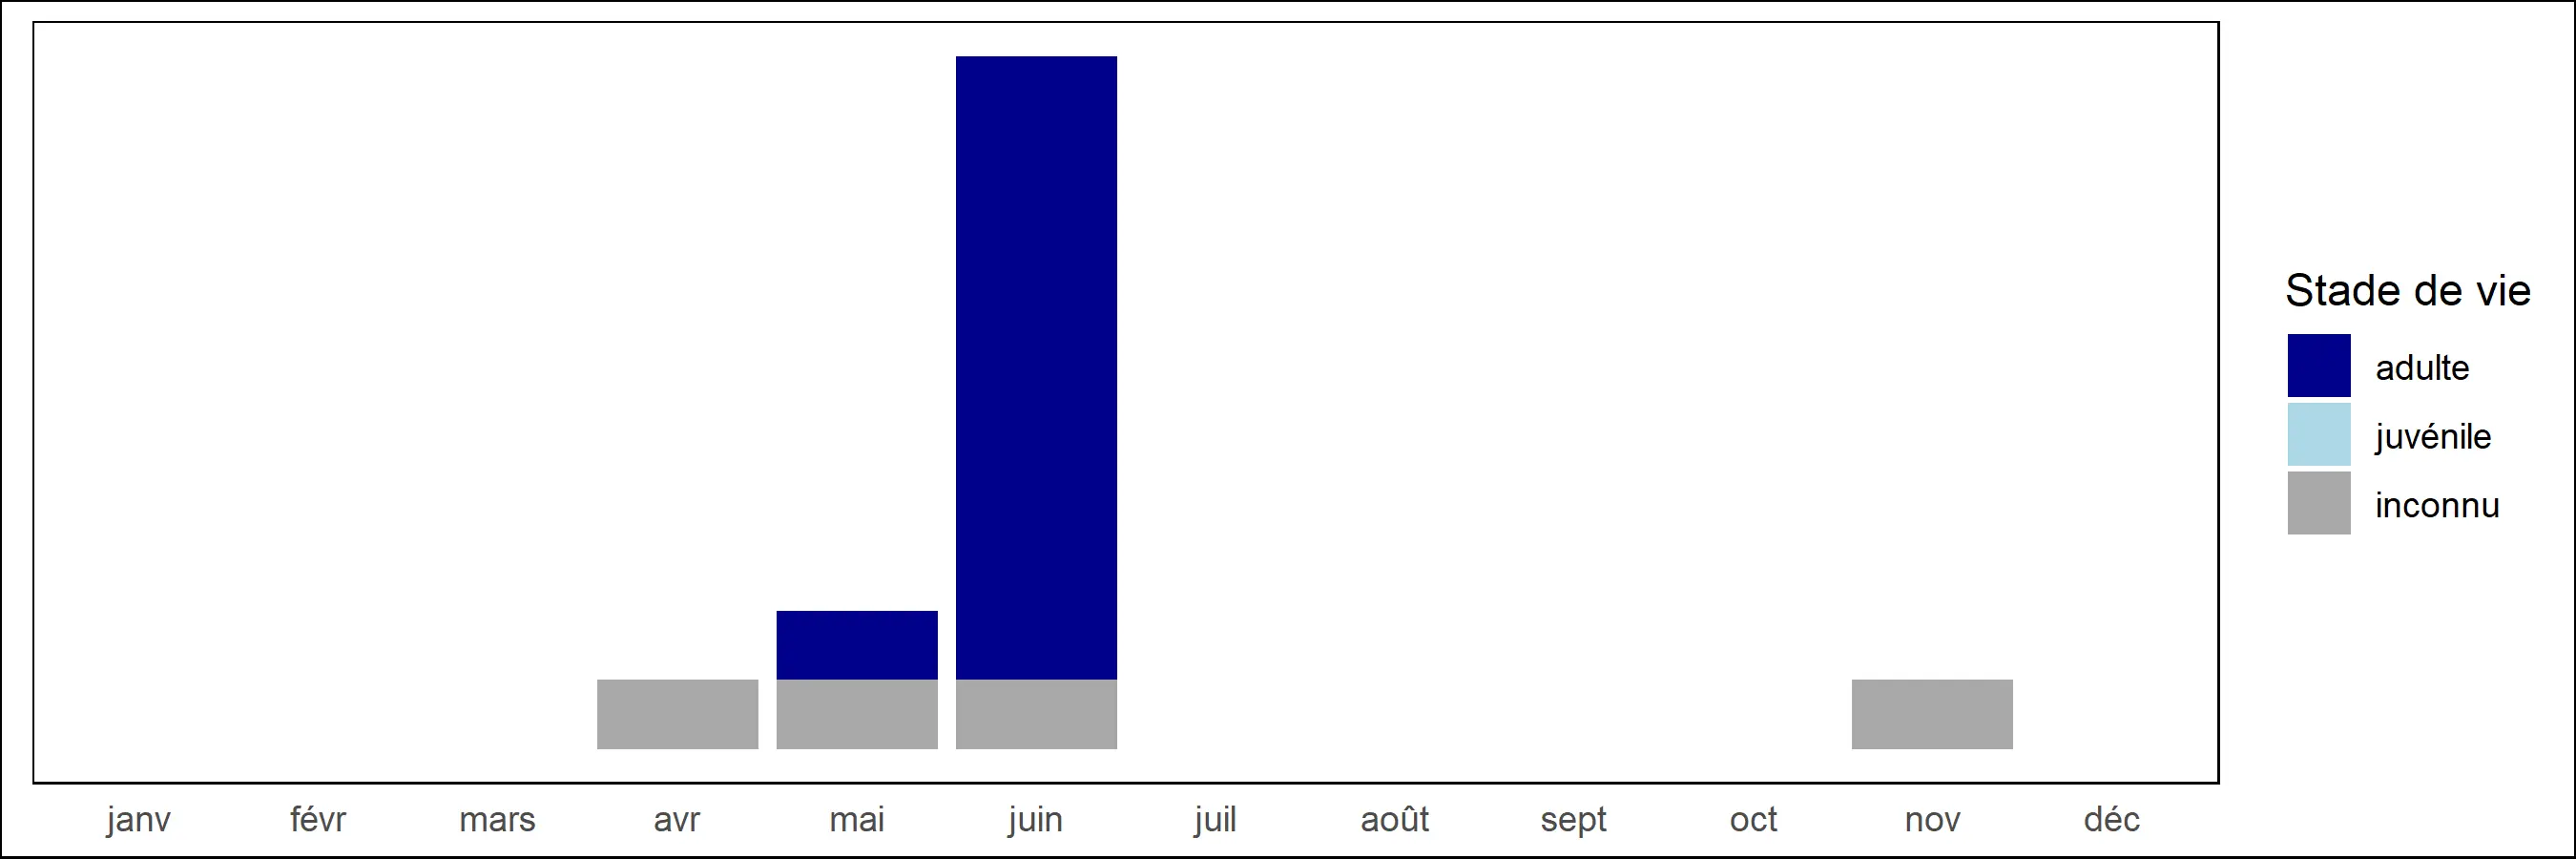 Stade de vie
adulte
juvénile
inconnu
janv févr mars avr mai juin juil août sept oct nov déc